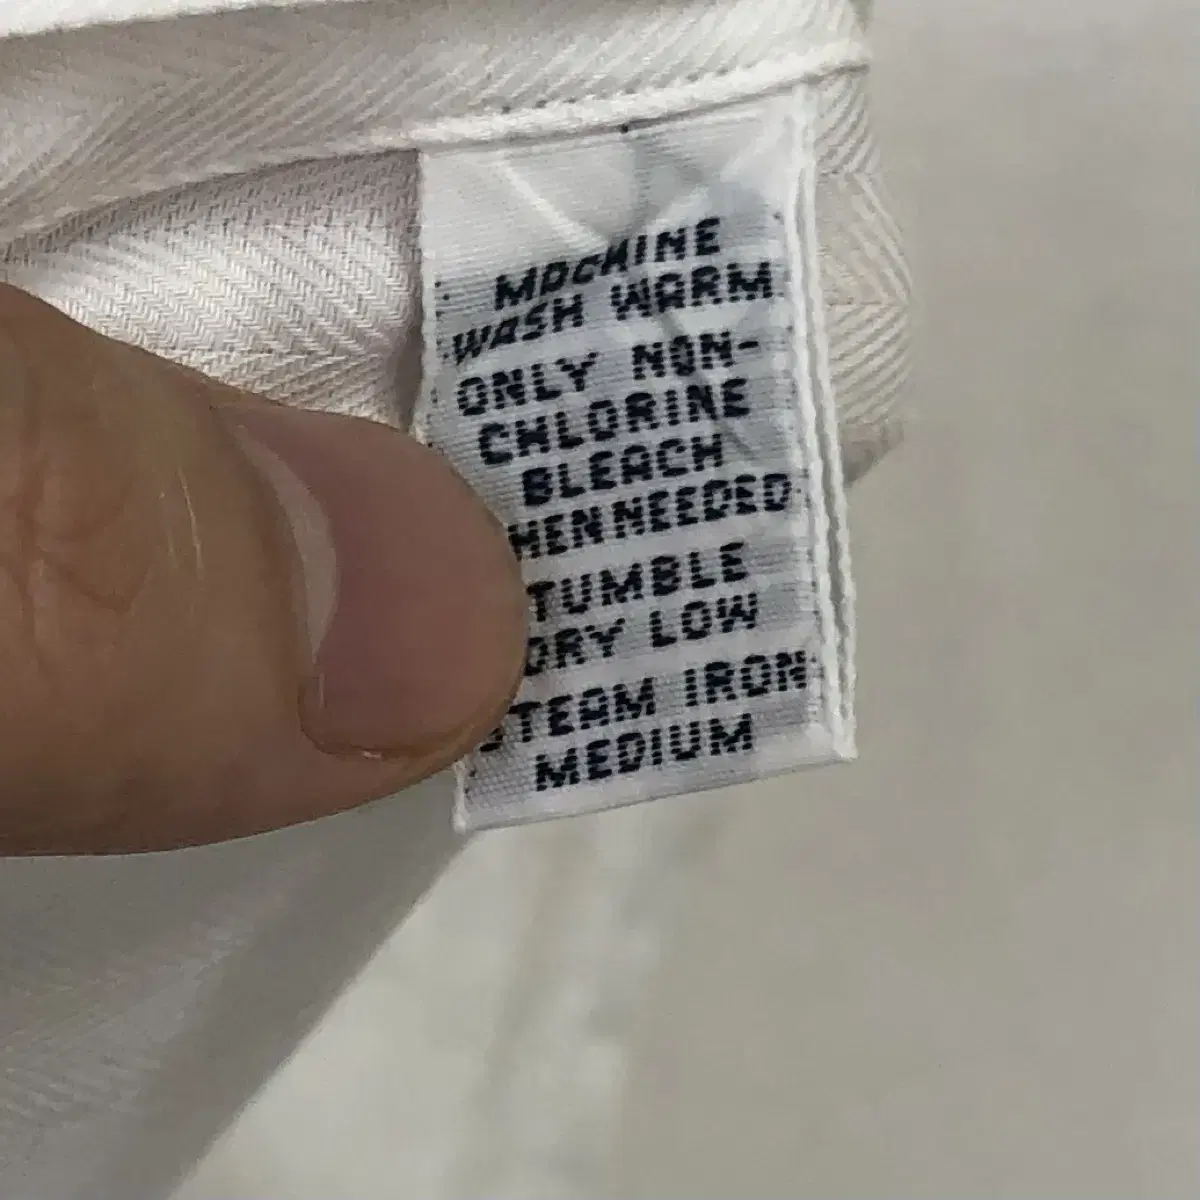 MACHINE
WASH WARM
ONLY NON-
CHLORINE
BLEACH
HEN NEEDED
TUMBLE
DRY LOW
STEAM IRON
MEDIUM